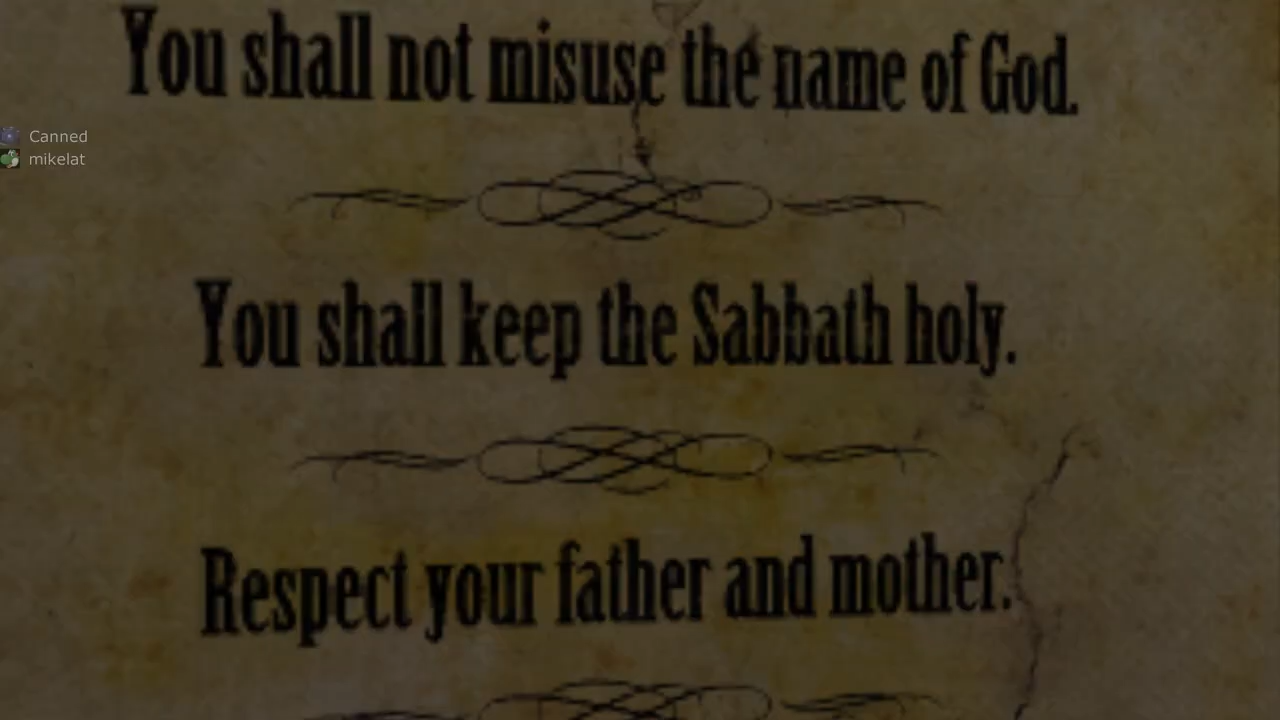 You shall not misuse the name of God.
Canned
mikelat
You shall keep the Sabbath holy.
Respect your father and mother.